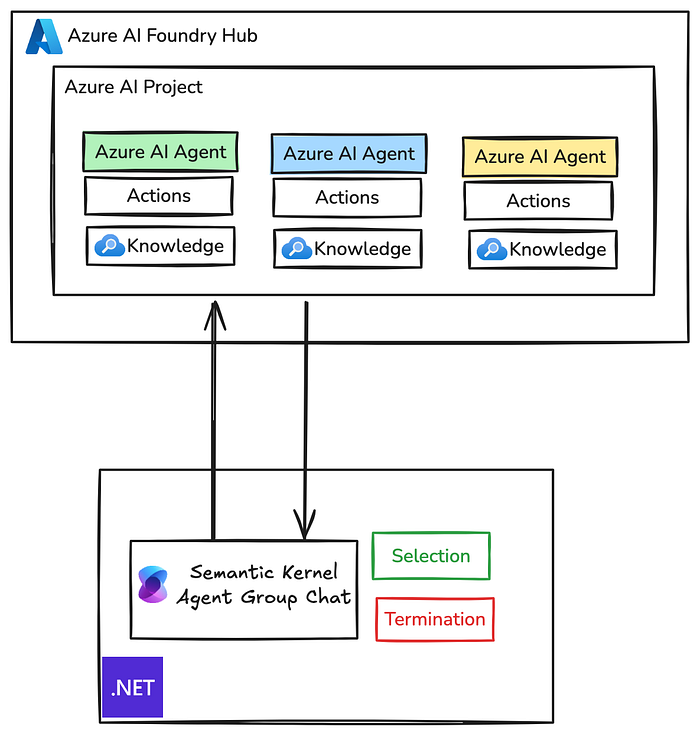 Azure AI Foundry Hub
Azure AI Project
Azure AI Agent
Actions
Knowledge
Azure AI Agent
Actions
Knowledge
Azure AI Agent
Actions
Knowledge
Semantic Kernel
Agent Group Chat
Selection
Termination
.NET